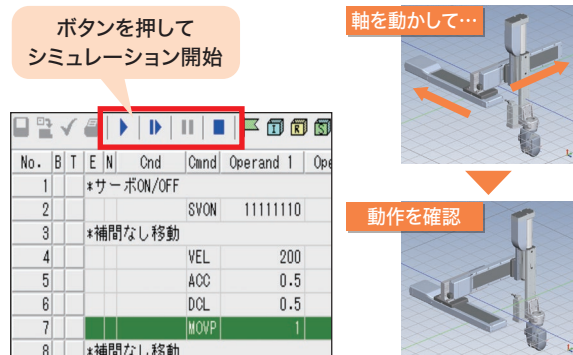 ボタンを押して
シミュレーション開始
No. B T E N Cnd Cmnd Operand 1 Ope
1 *サーボON/OFF
2 SVON 11111110
3 *補間なし移動
4 VEL 200
5 ACC 0.5
6 DCL 0.5
7 MOVP 1
8 *補間なし移動
軸を動かして…
動作を確認